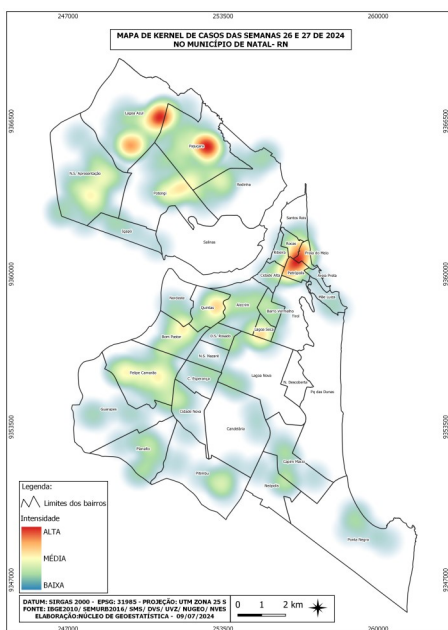 247000
253500
260000
MAPA DE KERNEL DE CASOS DAS SEMANAS 26 E 27 DE 2024
NO MUNICÍPIO DE NATAL- RN
9366500
9366500
Lagoa Azul
Pajuçara
N.S. Apresentação
Potengi
Redinha
Igapó
Salinas
Santos Reis
Rocas
Ribeira
Praia do Meio
9360000
9360000
Cidade Alta
Petrópolis
Areia Preta
Mãe Luiza
Nordeste
Quintas
Alecrim
Barro Vermelho
Tirol
Lagoa Seca
Bom Pastor
N.S. Nazaré
Felipe Camarão
C. Esperança
Lagoa Nova
N. Descoberta
Pq das Dunas
Guarapes
Cidade Nova
9353500
9353500
Candelária
Planalto
Capim Macio
Pitimbu
Neópolis
Ponta Negra
Legenda:
Limites dos bairros
Intensidade
ALTA
MÉDIA
BAIXA
9347000
9347000
DATUM: SIRGAS 2000 - EPSG: 31985 - PROJEÇÃO: UTM ZONA 25 S
FONTE: IBGE2010/ SEMURB2016/ SMS/ DVS/ UVZ/ NUGEO/ NVES
ELABORAÇÃO:NÚCLEO DE GEOESTATÍSTICA - 09/07/2024
0 1 2 km
247000
253500
260000